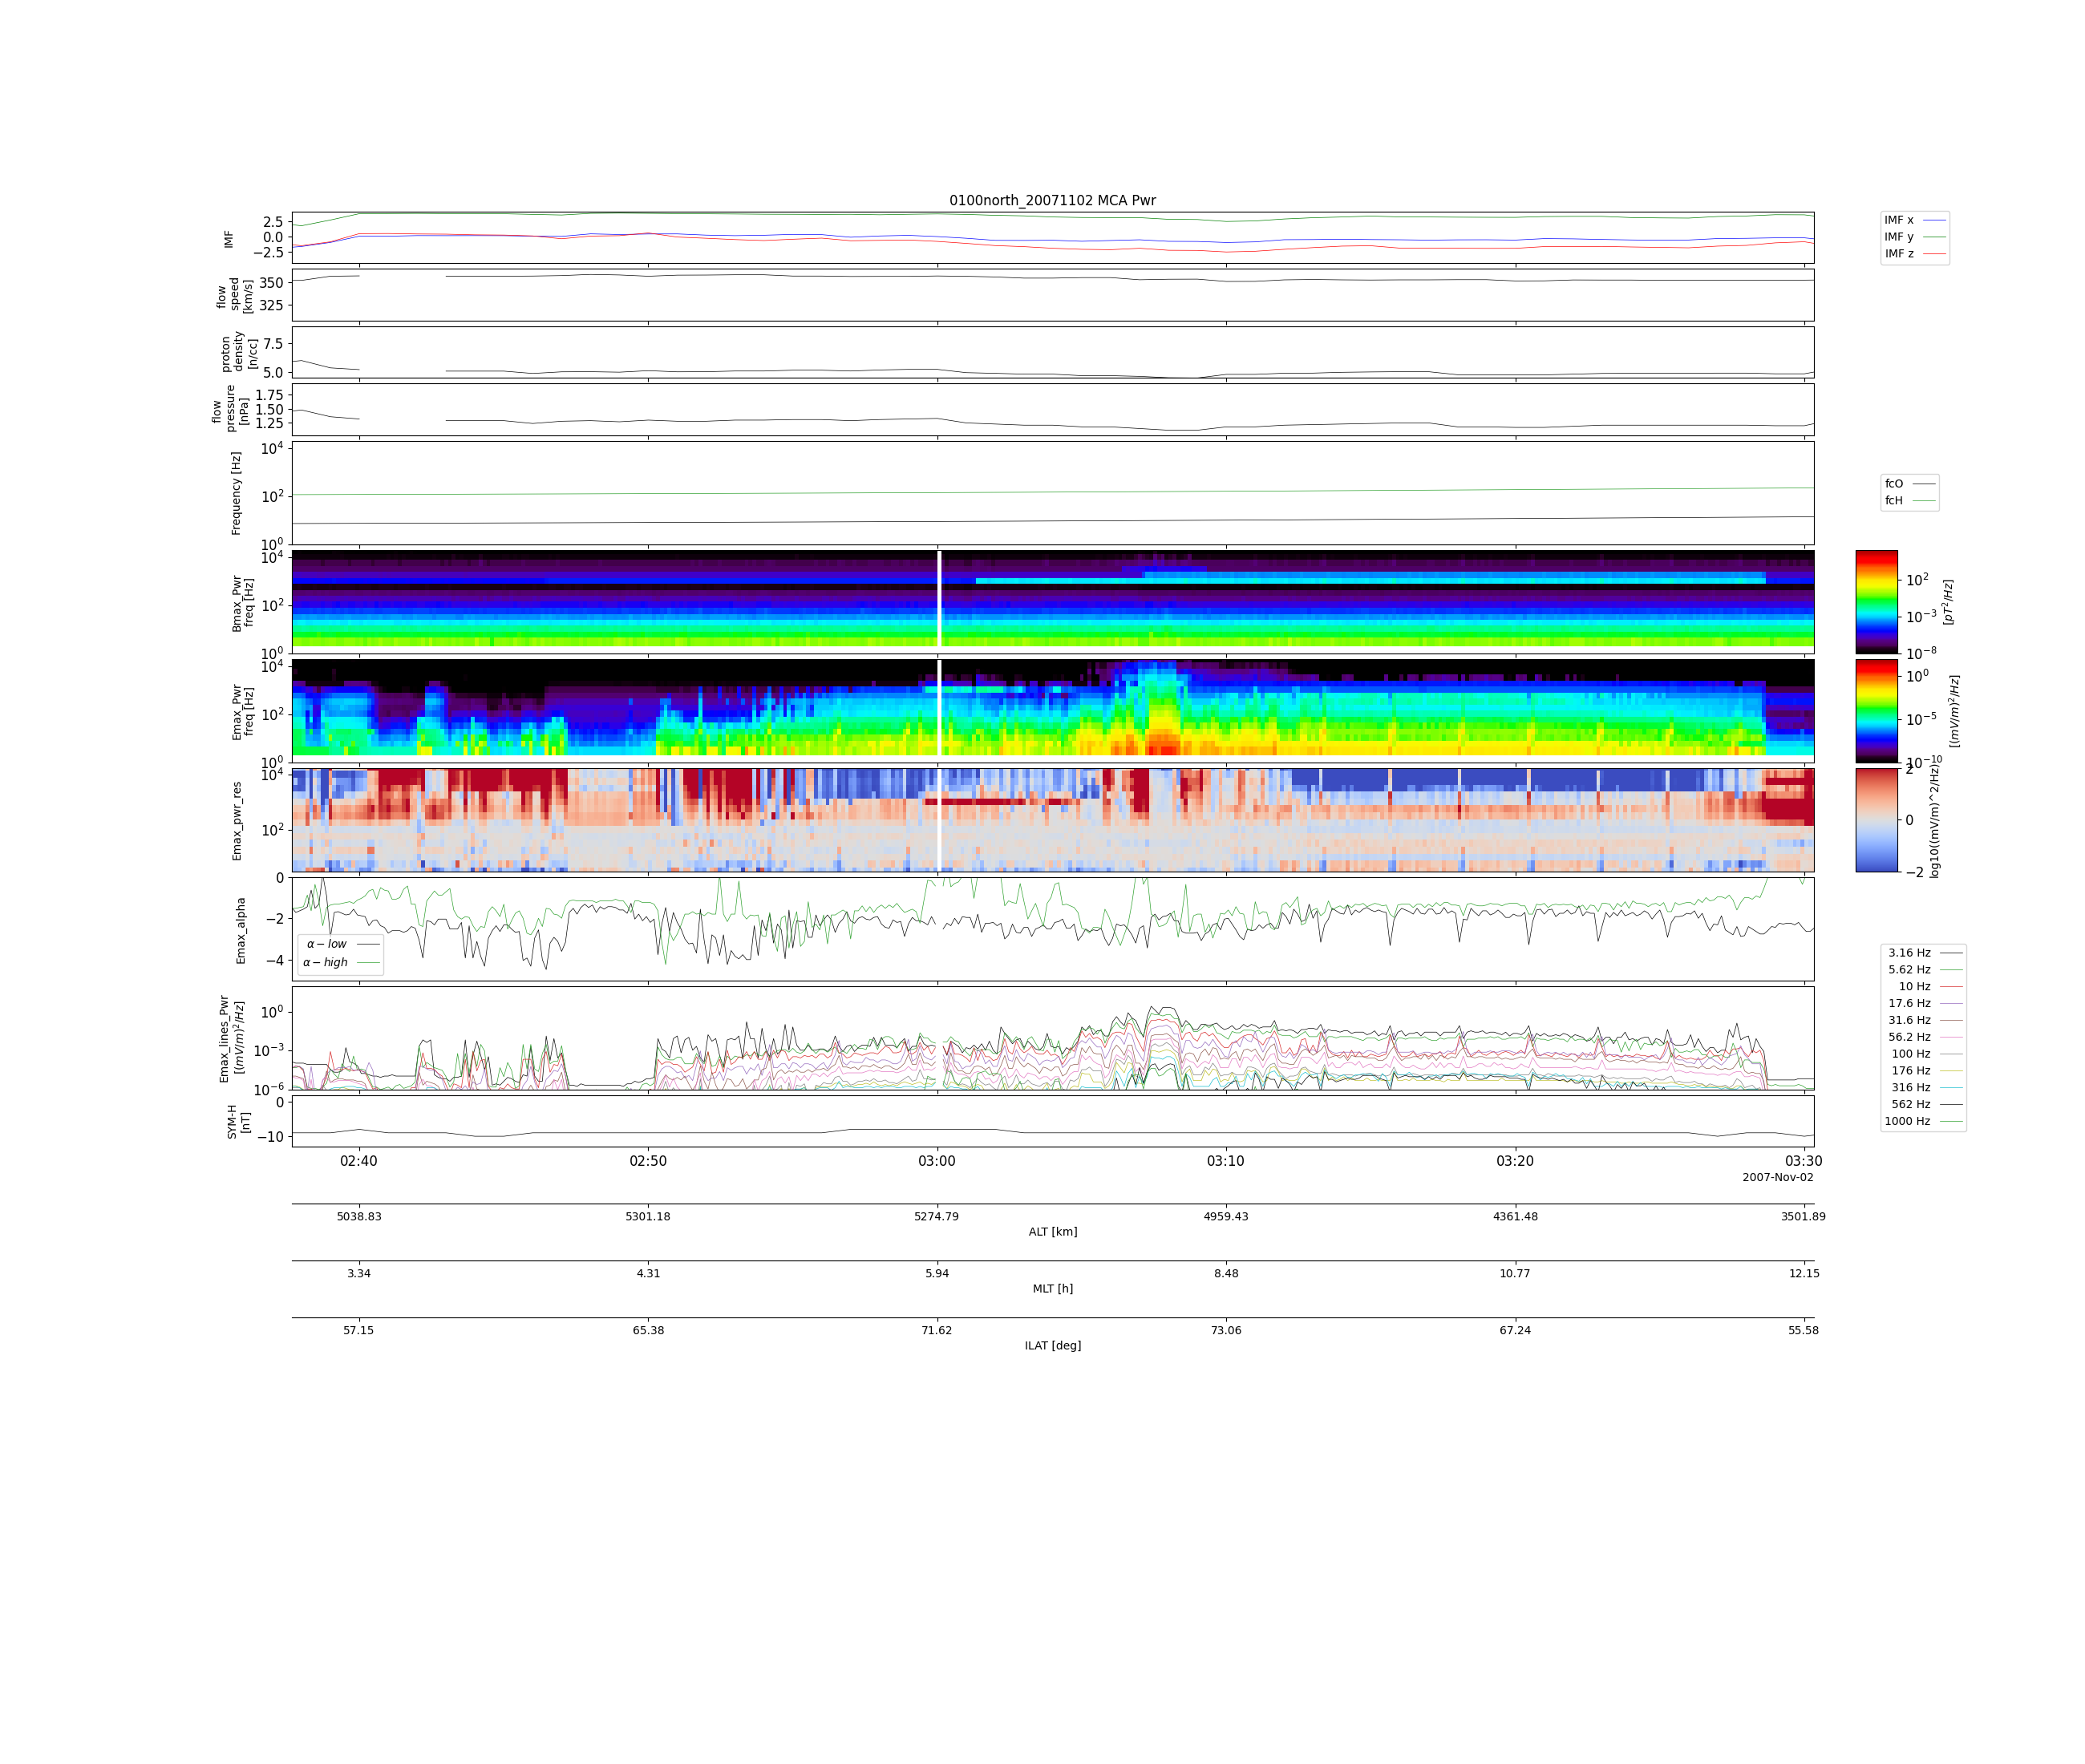 0100north_20071102 MCA Pwr
IMF
2.5
0.0
−2.5
IMF x
IMF y
IMF z
flow
speed
[km/s]
350
325
proton
density
[n/cc]
7.5
5.0
flow
pressure
[nPa]
1.75
1.50
1.25
Frequency [Hz]
10^4
10^2
10^0
fcO
fcH
Bmax_Pwr
freq [Hz]
10^4
10^2
10^0
10^2
10^−3
10^−8
[pT^2/Hz]
Emax_Pwr
freq [Hz]
10^4
10^2
10^0
10^0
10^−5
10^−10
[(mV/m)^2/Hz]
Emax_pwr_res
10^4
10^2
2
0
−2
log10((mV/m)^2/Hz)
Emax_alpha
0
−2
−4
α − low
α − high
Emax_lines_Pwr
[(mV/m)^2/Hz]
10^0
10^−3
10^−6
3.16 Hz
5.62 Hz
10 Hz
17.6 Hz
31.6 Hz
56.2 Hz
100 Hz
176 Hz
316 Hz
562 Hz
1000 Hz
SYM-H
[nT]
0
−10
02:40 02:50 03:00 03:10 03:20 03:30
2007-Nov-02
5038.83 5301.18 5274.79 4959.43 4361.48 3501.89
ALT [km]
3.34 4.31 5.94 8.48 10.77 12.15
MLT [h]
57.15 65.38 71.62 73.06 67.24 55.58
ILAT [deg]